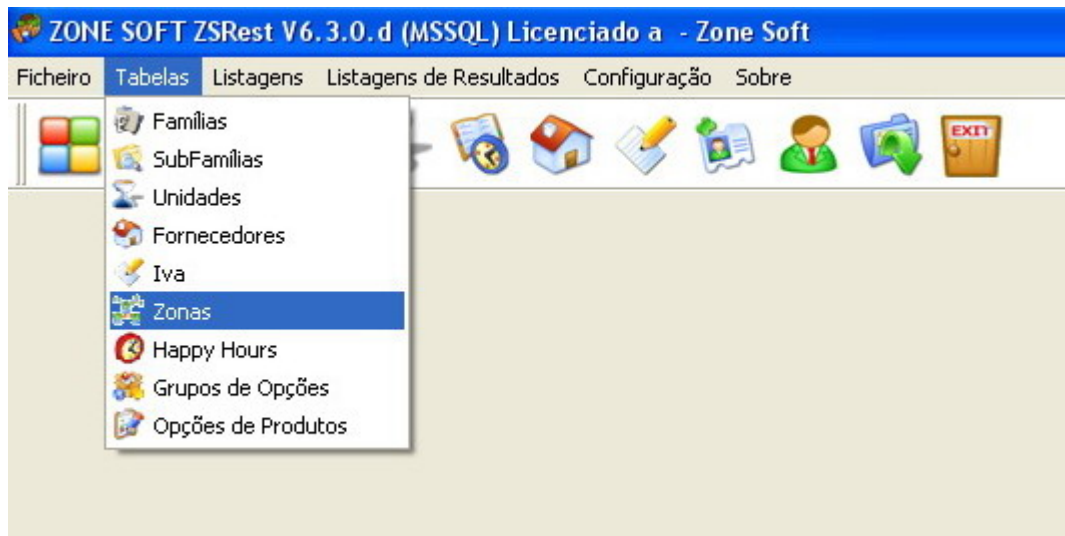 ZONE SOFT ZSRest V6.3.0.d (MSSQL) Licenciado a - Zone Soft
Ficheiro Tabelas Listagens Listagens de Resultados Configuração Sobre
EXIT
Famílias
SubFamílias
Unidades
Fornecedores
Iva
Zonas
Happy Hours
Grupos de Opções
Opções de Produtos